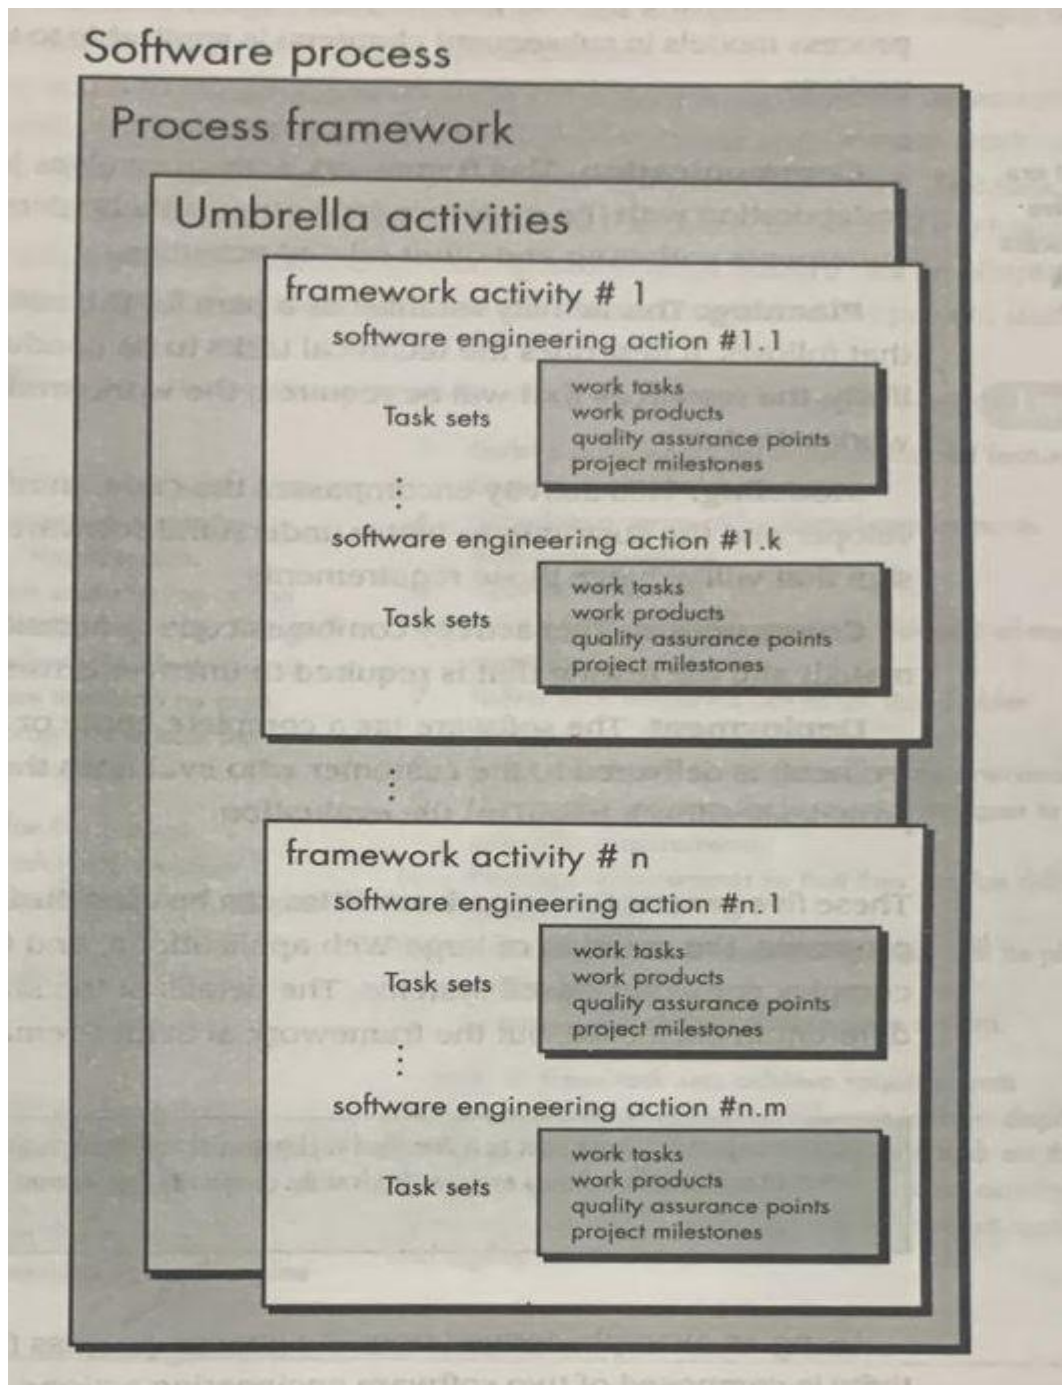 Software process
Process framework
Umbrella activities
framework activity # 1
software engineering action #1.1
Task sets
work tasks
work products
quality assurance points
project milestones
software engineering action #1.k
Task sets
work tasks
work products
quality assurance points
project milestones
framework activity # n
software engineering action #n.1
Task sets
work tasks
work products
quality assurance points
project milestones
software engineering action #n.m
Task sets
work tasks
work products
quality assurance points
project milestones